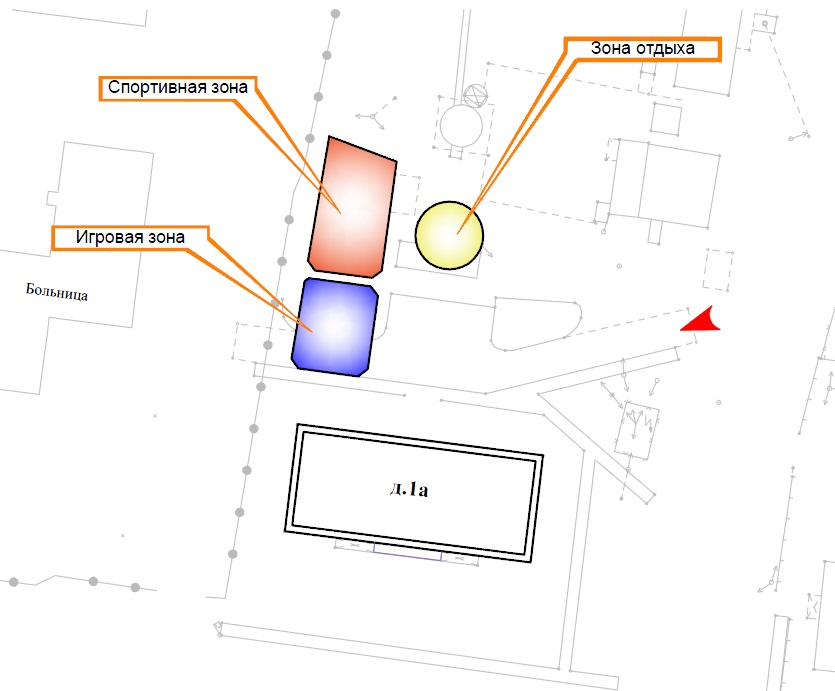 Зона отдыха
Спортивная зона
Игровая зона
Больница
д.1а